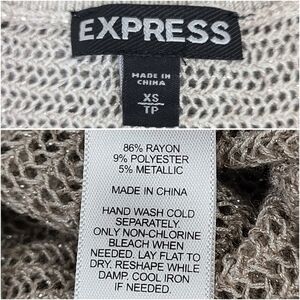 EXPRESS
MADE IN
CHINA
XS
TP
86% RAYON
9% POLYESTER
5% METALLIC
MADE IN CHINA
HAND WASH COLD
SEPARATELY
ONLY NON-CHLORINE
BLEACH WHEN
NEEDED. LAY FLAT TO
DRY. RESHAPE WHILE
DAMP. COOL IRON
IF NEEDED